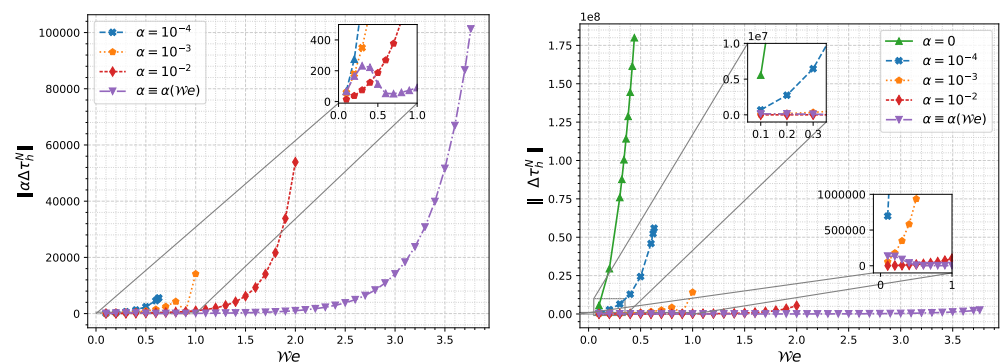 100000
80000
60000
40000
20000
0
0.0 0.5 1.0 1.5 2.0 2.5 3.0 3.5
𝒲e
‖αΔτₕᴺ‖
α = 10⁻⁴
α = 10⁻³
α = 10⁻²
α ≡ α(𝒲e)
400
200
0
0.0 0.5 1.0
1e8
1.75
1.50
1.25
1.00
0.75
0.50
0.25
0.00
0.0 0.5 1.0 1.5 2.0 2.5 3.0 3.5
𝒲e
‖ Δτₕᴺ ‖
α = 0
α = 10⁻⁴
α = 10⁻³
α = 10⁻²
α ≡ α(𝒲e)
1e7
1.0
0.5
0.0
0.1 0.2 0.3
1000000
500000
0
0 1